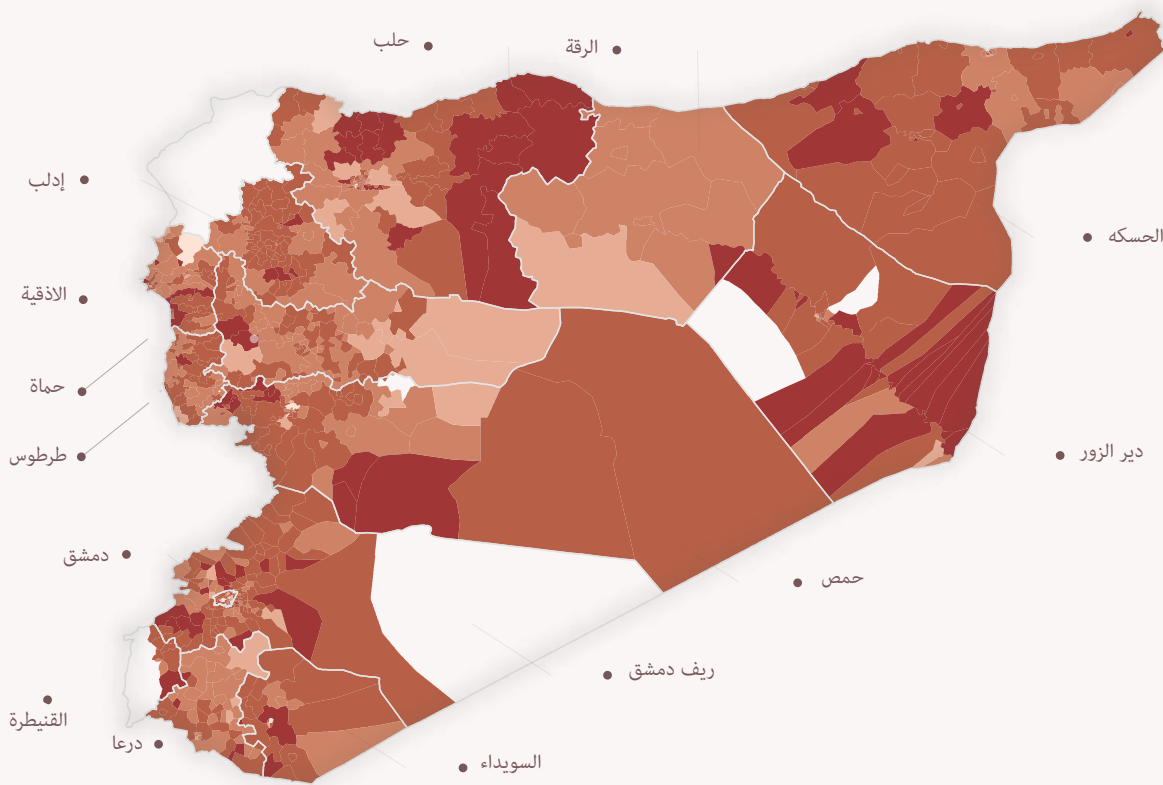 حلب
الرقة
إدلب
الحسكه
الاذقية
حماة
طرطوس
دير الزور
دمشق
حمص
ريف دمشق
القنيطرة
درعا
السويداء